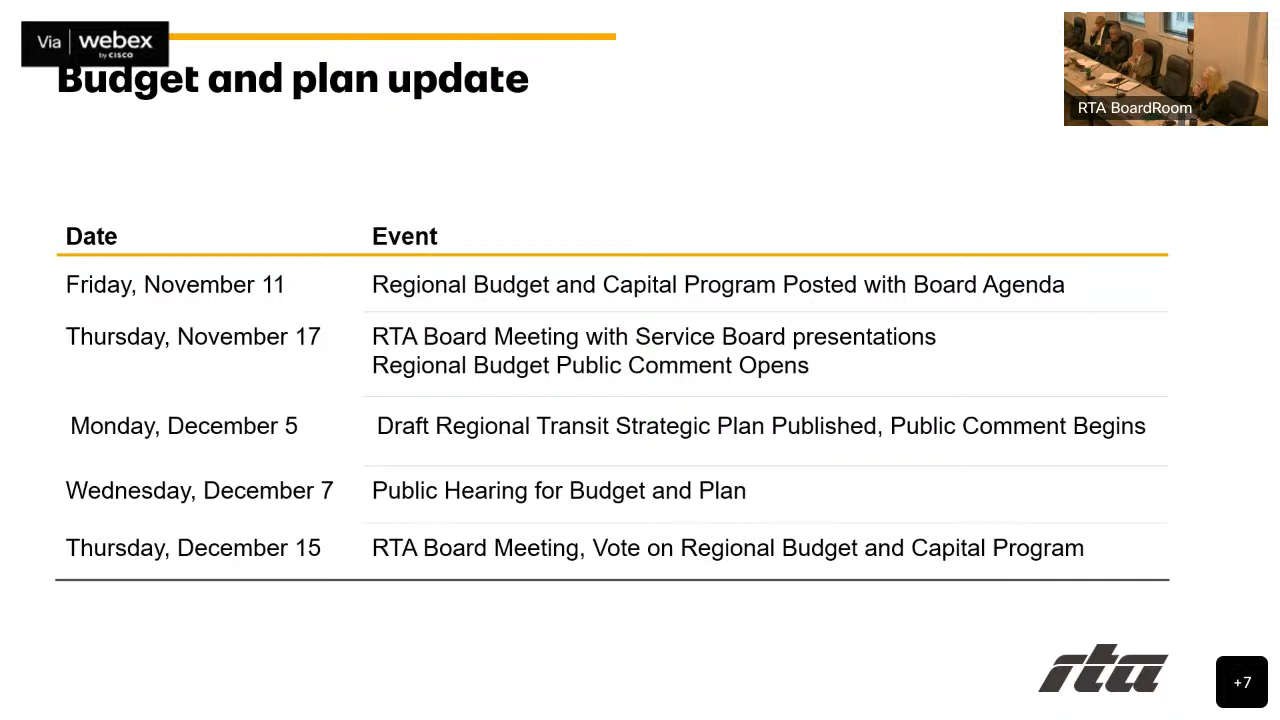 Via webex
by CISCO
Budget and plan update
RTA BoardRoom
Date Event
Friday, November 11 Regional Budget and Capital Program Posted with Board Agenda
Thursday, November 17 RTA Board Meeting with Service Board presentations
Regional Budget Public Comment Opens
Monday, December 5 Draft Regional Transit Strategic Plan Published, Public Comment Begins
Wednesday, December 7 Public Hearing for Budget and Plan
Thursday, December 15 RTA Board Meeting, Vote on Regional Budget and Capital Program
rta
+7